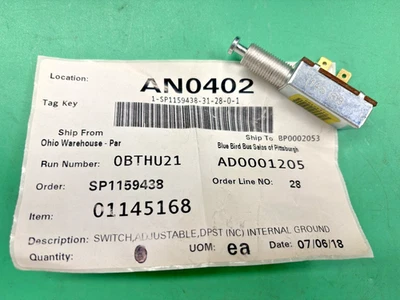 Location: AN0402
Tag Key
1-SP1159438-31-28-0-1
Ship From
Ohio Warehouse - Par
Ship To BP0002053
Blue Bird Bus Sales of Pittsburgh
Run Number: 0BTHU21
AD0001205
Order: SP1159438
Order Line NO: 28
Item: 01145168
Description: SWITCH,ADJUSTABLE,DPST (NC) INTERNAL GROUND
Quantity: UOM: ea Date: 07/06/18